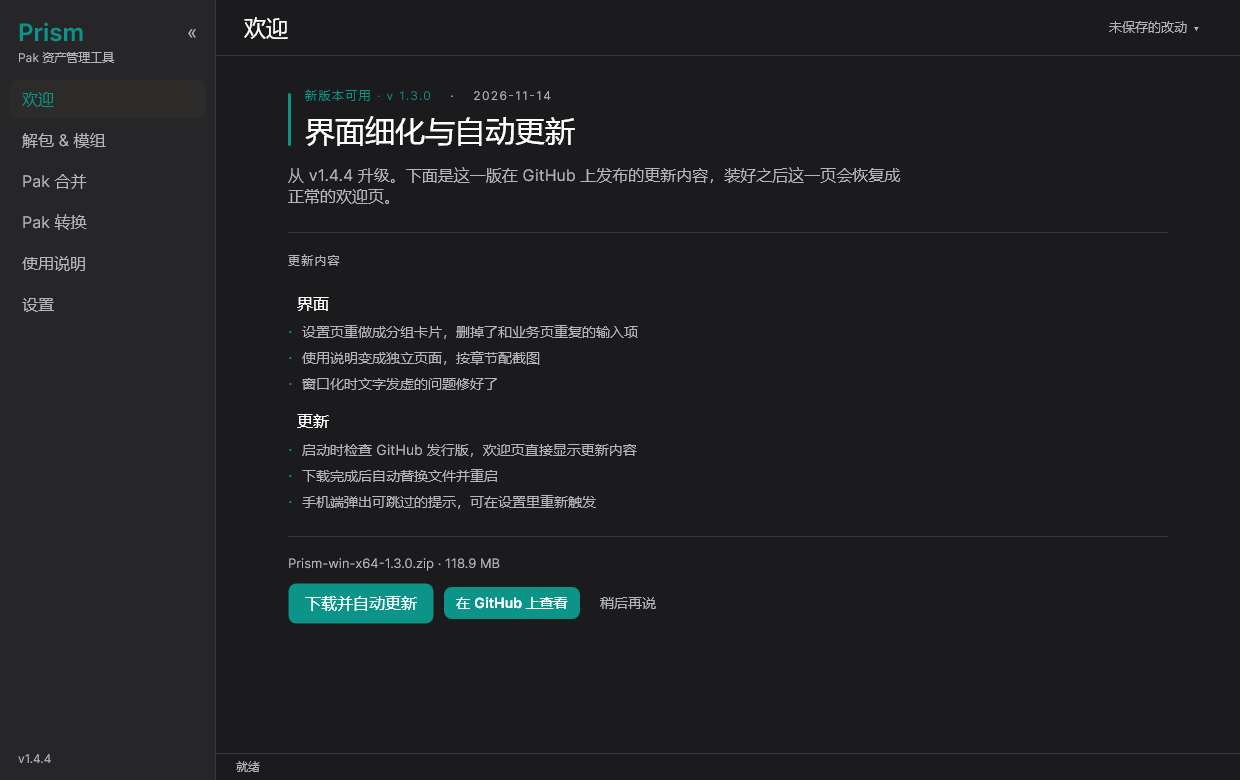 Prism
«
Pak 资产管理工具
欢迎
解包 & 模组
Pak 合并
Pak 转换
使用说明
设置
v1.4.4
欢迎
未保存的改动 ▾
新版本可用 · v 1.3.0 · 2026-11-14
界面细化与自动更新
从 v1.4.4 升级。下面是这一版在 GitHub 上发布的更新内容，装好之后这一页会恢复成
正常的欢迎页。
更新内容
界面
· 设置页重做成分组卡片，删掉了和业务页重复的输入项
· 使用说明变成独立页面，按章节配截图
· 窗口化时文字发虚的问题修好了
更新
· 启动时检查 GitHub 发行版，欢迎页直接显示更新内容
· 下载完成后自动替换文件并重启
· 手机端弹出可跳过的提示，可在设置里重新触发
Prism-win-x64-1.3.0.zip · 118.9 MB
下载并自动更新
在 GitHub 上查看
稍后再说
就绪